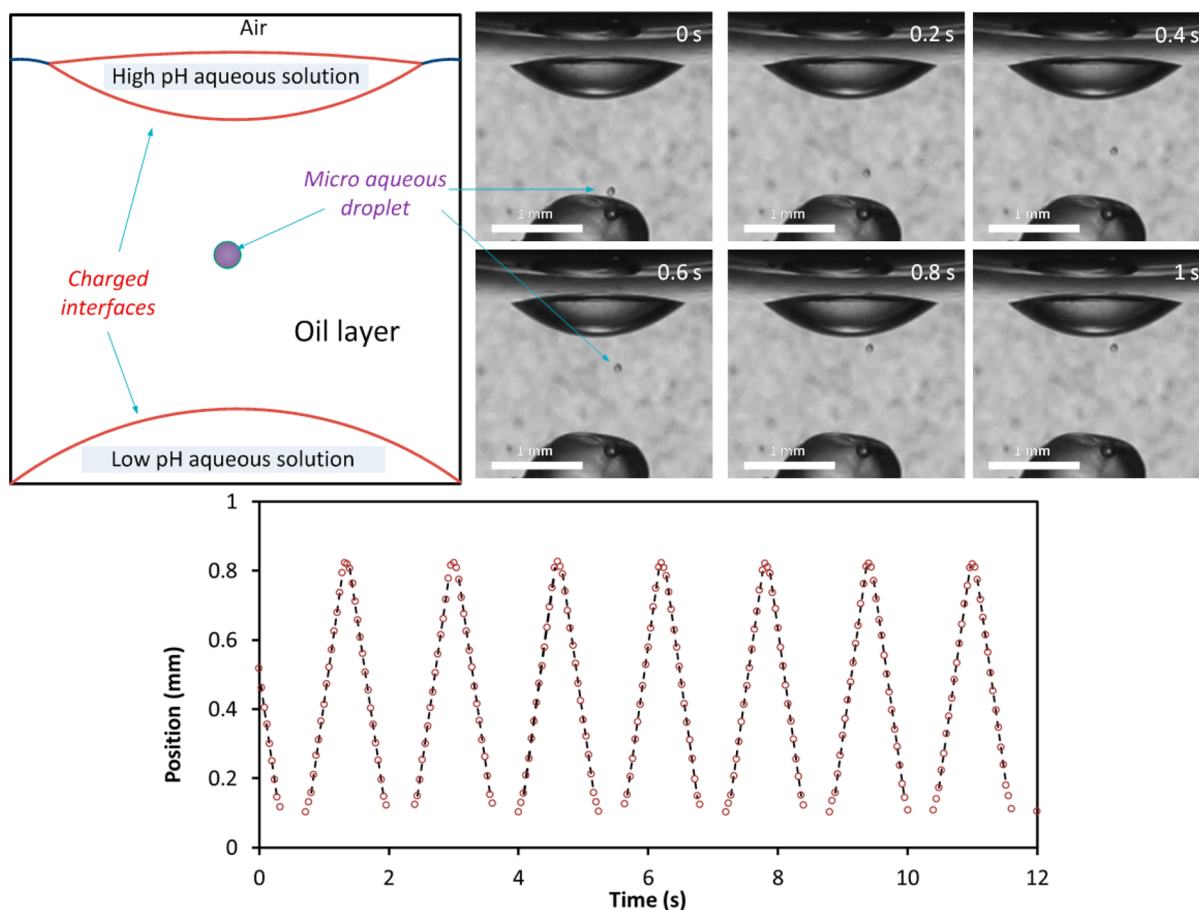 Air
High pH aqueous solution
Micro aqueous
droplet
Charged
interfaces
Oil layer
Low pH aqueous solution
0 s
0.2 s
0.4 s
1 mm
1 mm
1 mm
0.6 s
0.8 s
1 s
1 mm
1 mm
1 mm
Position (mm)
1
0.8
0.6
0.4
0.2
0
0 2 4 6 8 10 12
Time (s)